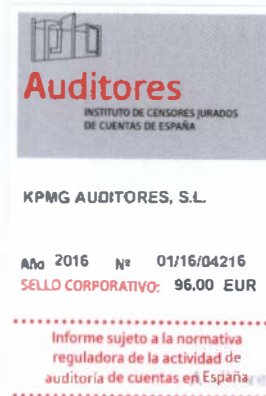 Auditores
INSTITUTO DE CENSORES JURADOS
DE CUENTAS DE ESPAÑA
KPMG AUDITORES, S.L.
Año 2016 Nº 01/16/04216
SELLO CORPORATIVO: 96,00 EUR
Informe sujeto a la normativa
reguladora de la actividad de
auditoría de cuentas en España